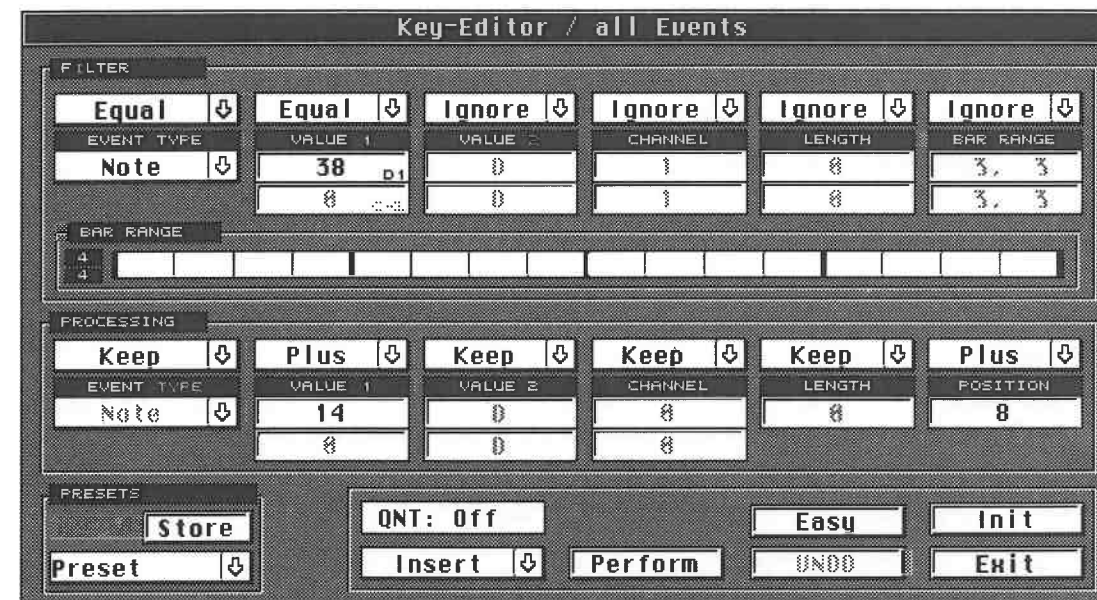 Key-Editor / all Events
FILTER
Equal Equal Ignore Ignore Ignore Ignore
EVENT TYPE VALUE 1 VALUE 2 CHANNEL LENGTH BAR RANGE
Note 38 D1 0 1 0 3, 3
0 C-2 0 1 0 3, 3
BAR RANGE
4
4
PROCESSING
Keep Plus Keep Keep Keep Plus
EVENT TYPE VALUE 1 VALUE 2 CHANNEL LENGTH POSITION
Note 14 0 0 0 8
0 0 0
PRESETS
Store QNT: Off Easy Init
Preset Insert Perform UNDO Exit